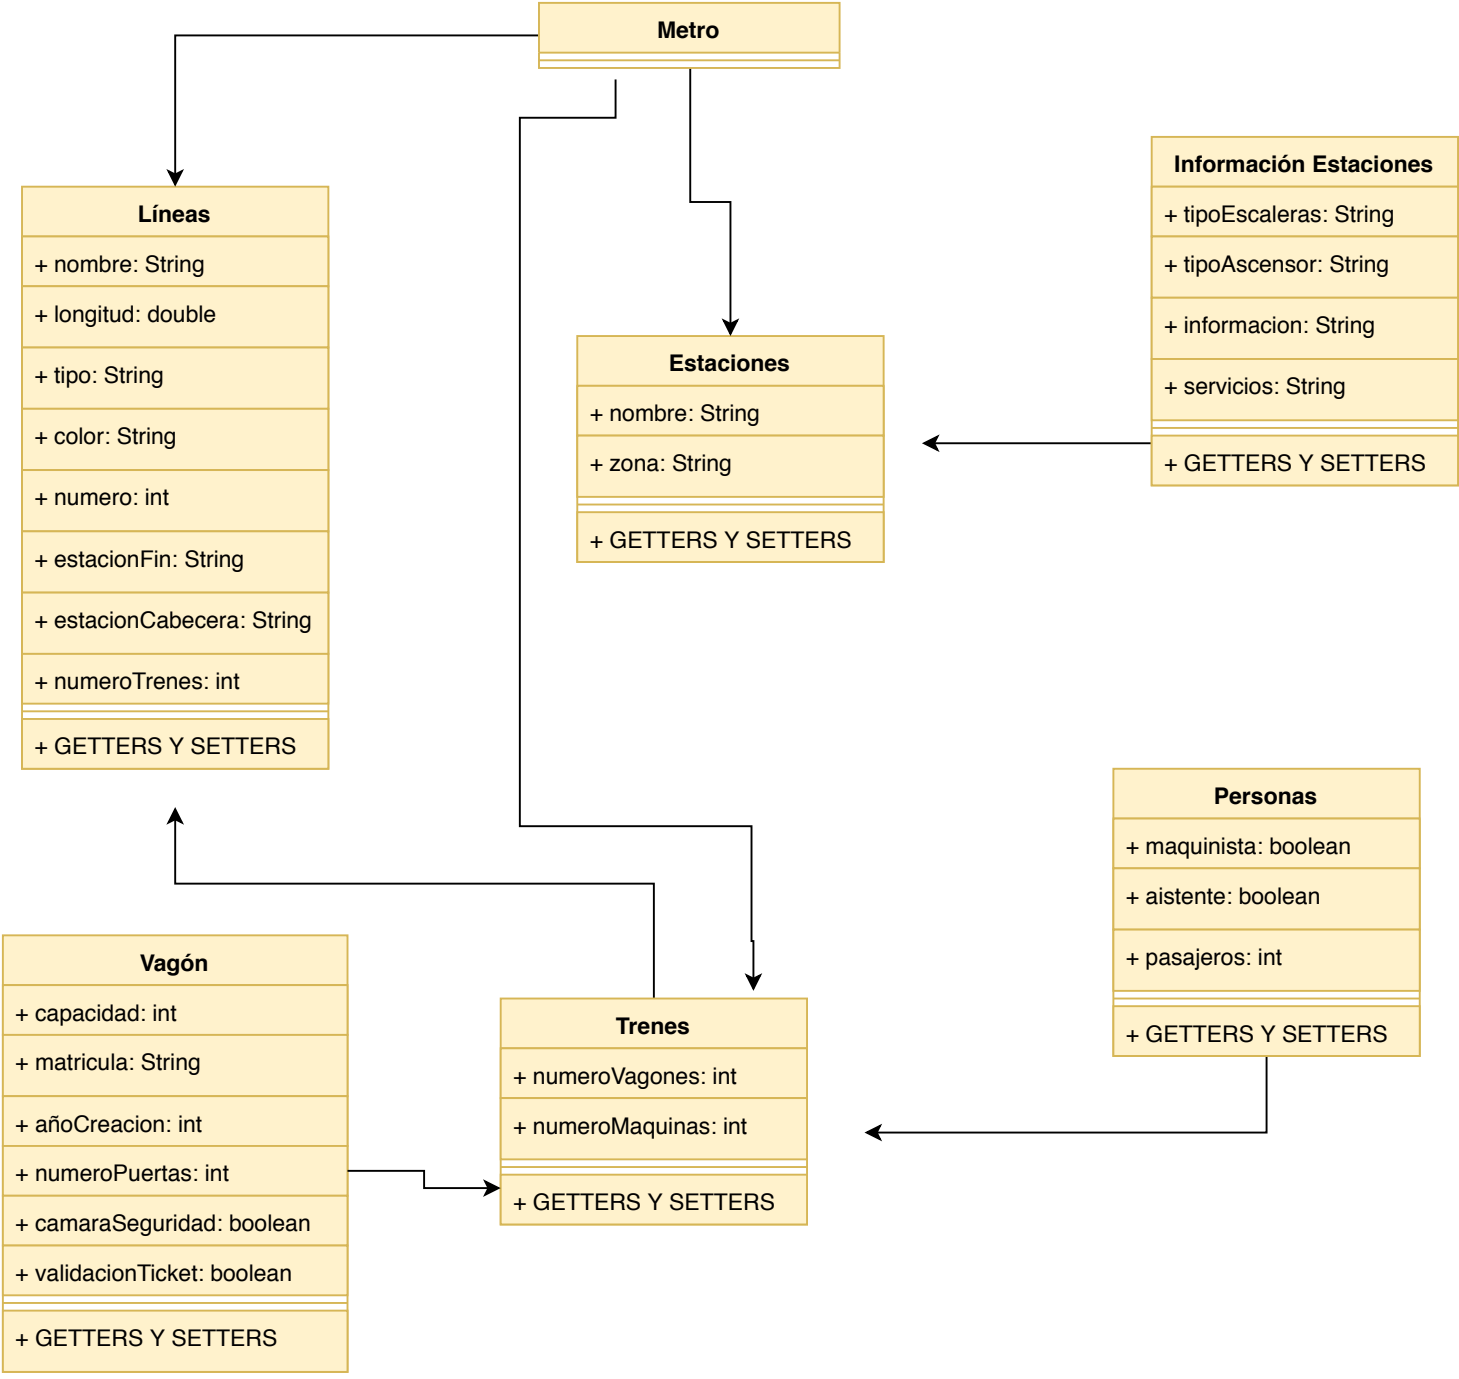 Metro
Líneas
+ nombre: String
+ longitud: double
+ tipo: String
+ color: String
+ numero: int
+ estacionFin: String
+ estacionCabecera: String
+ numeroTrenes: int
+ GETTERS Y SETTERS
Estaciones
+ nombre: String
+ zona: String
+ GETTERS Y SETTERS
Información Estaciones
+ tipoEscaleras: String
+ tipoAscensor: String
+ informacion: String
+ servicios: String
+ GETTERS Y SETTERS
Vagón
+ capacidad: int
+ matricula: String
+ añoCreacion: int
+ numeroPuertas: int
+ camaraSeguridad: boolean
+ validacionTicket: boolean
+ GETTERS Y SETTERS
Trenes
+ numeroVagones: int
+ numeroMaquinas: int
+ GETTERS Y SETTERS
Personas
+ maquinista: boolean
+ aistente: boolean
+ pasajeros: int
+ GETTERS Y SETTERS